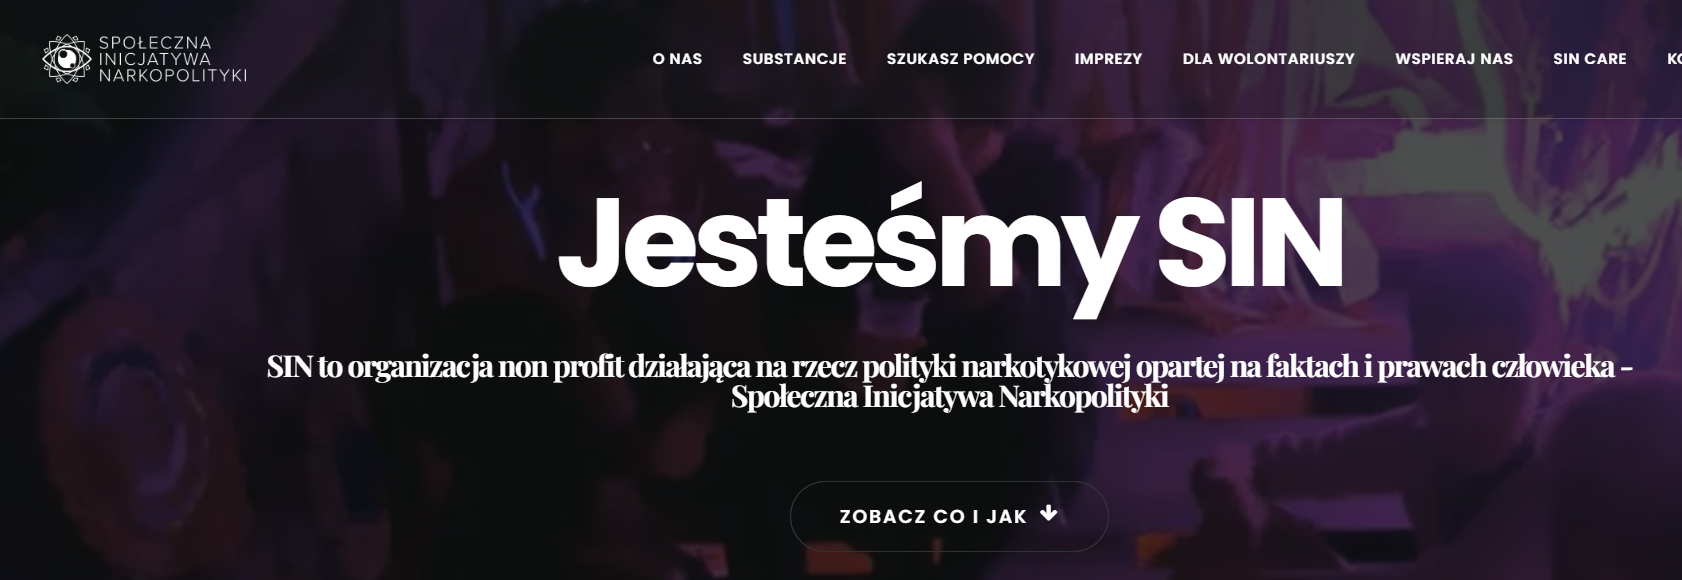 SPOŁECZNA
INICJATYWA
NARKOPOLITYKI
O NAS SUBSTANCJE SZUKASZ POMOCY IMPREZY DLA WOLONTARIUSZY WSPIERAJ NAS SIN CARE
Jesteśmy SIN
SIN to organizacja non profit działająca na rzecz polityki narkotykowej opartej na faktach i prawach człowieka -
Społeczna Inicjatywa Narkopolityki
ZOBACZ CO I JAK